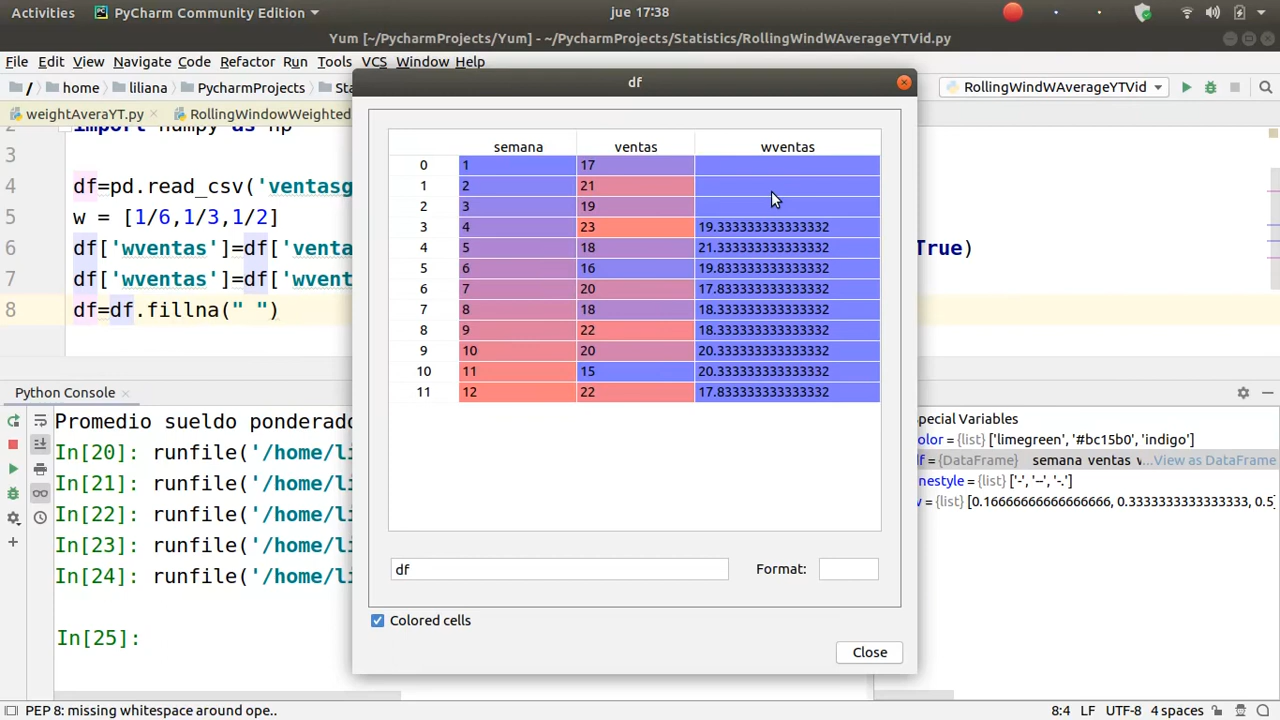 Activities PyCharm Community Edition jue 17:38
Yum [~/PycharmProjects/Yum] - ~/PycharmProjects/Statistics/RollingWindWAverageYTVid.py
File Edit View Navigate Code Refactor Run Tools VCS Window Help
/ home liliana PycharmProjects Sta RollingWindWAverageYTVid
weightAveraYT.py RollingWindowWeighted
2 import numpy as np
3
4 df=pd.read_csv('ventasg
5 w = [1/6,1/3,1/2]
6 df['wventas']=df['venta True)
7 df['wventas']=df['wvent
8 df=df.fillna(" ")
df
semana ventas wventas
0 1 17
1 2 21
2 3 19
3 4 23 19.333333333333332
4 5 18 21.333333333333332
5 6 16 19.833333333333332
6 7 20 17.833333333333332
7 8 18 18.333333333333332
8 9 22 18.333333333333332
9 10 20 20.333333333333332
10 11 15 20.333333333333332
11 12 22 17.833333333333332
df Format:
Colored cells
Close
Python Console
Promedio sueldo ponderado
In[20]: runfile('/home/li
In[21]: runfile('/home/li
In[22]: runfile('/home/li
In[23]: runfile('/home/li
In[24]: runfile('/home/li
In[25]:
pecial Variables
olor = {list} ['limegreen', '#bc15b0', 'indigo']
lf = {DataFrame} semana ventas w...View as DataFrame
nestyle = {list} ['-', '--', '-.']
v = {list} [0.16666666666666666, 0.3333333333333333, 0.5]
PEP 8: missing whitespace around ope.. 8:4 LF UTF-8 4 spaces